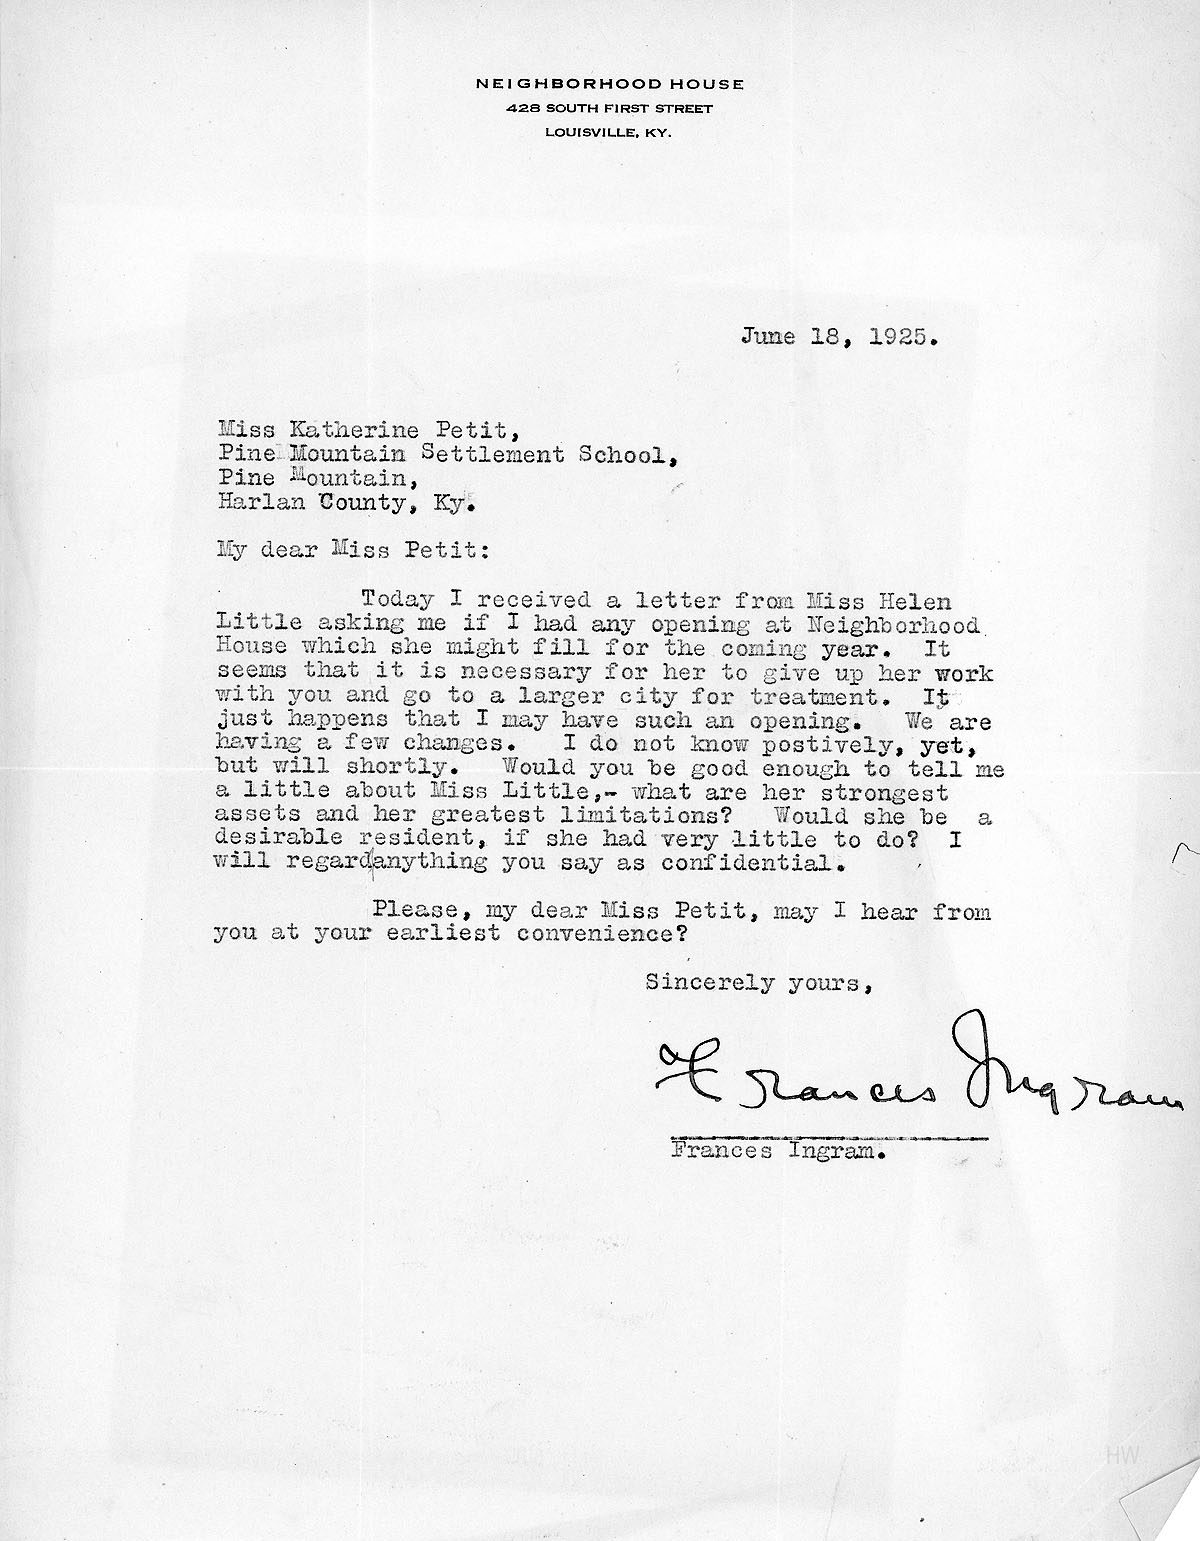 NEIGHBORHOOD HOUSE
428 SOUTH FIRST STREET
LOUISVILLE, KY.
June 18, 1925.
Miss Katherine Petit,
Pine Mountain Settlement School,
Pine Mountain,
Harlan County, Ky.
My dear Miss Petit:
Today I received a letter from Miss Helen
Little asking me if I had any opening at Neighborhood
House which she might fill for the coming year. It
seems that it is necessary for her to give up her work
with you and go to a larger city for treatment. It
just happens that I may have such an opening. We are
having a few changes. I do not know postively, yet,
but will shortly. Would you be good enough to tell me
a little about Miss Little,- what are her strongest
assets and her greatest limitations? Would she be a
desirable resident, if she had very little to do? I
will regard|anything you say as confidential.
Please, my dear Miss Petit, may I hear from
you at your earliest convenience?
Sincerely yours,
Frances Ingram
Frances Ingram.
HW